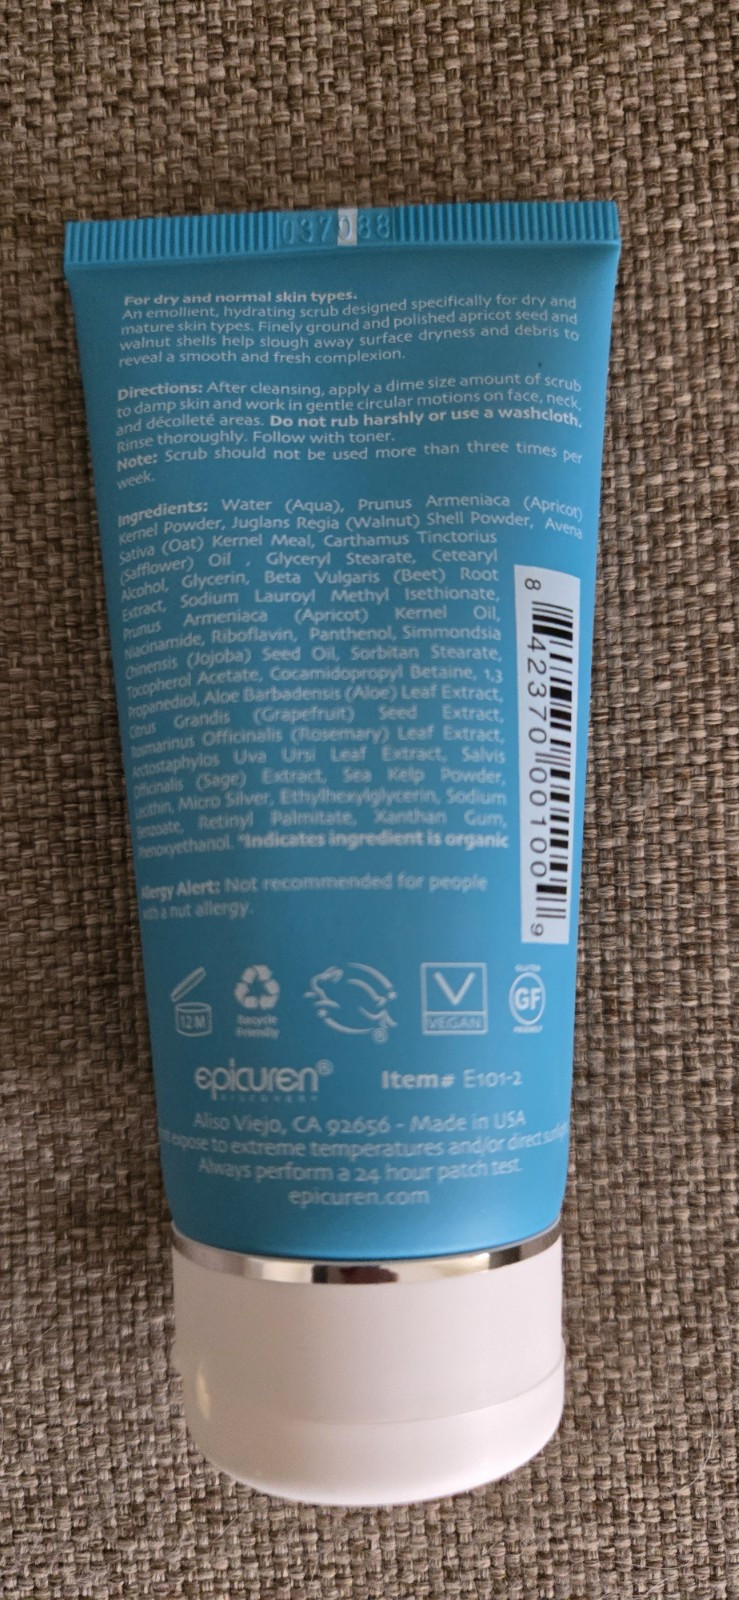 037088
For dry and normal skin types.
An emollient, hydrating scrub designed specifically for dry and
mature skin types. Finely ground and polished apricot seed and
walnut shells help slough away surface dryness and debris to
reveal a smooth and fresh complexion.
Directions: After cleansing, apply a dime size amount of scrub
to damp skin and work in gentle circular motions on face, neck,
and décolleté areas. Do not rub harshly or use a washcloth.
Rinse thoroughly. Follow with toner.
Note: Scrub should not be used more than three times per
week.
Ingredients: Water (Aqua), Prunus Armeniaca (Apricot)
Kernel Powder, Juglans Regia (Walnut) Shell Powder, Avena
Sativa (Oat) Kernel Meal, Carthamus Tinctorius
(Safflower) Oil , Glyceryl Stearate, Cetearyl
Alcohol, Glycerin, Beta Vulgaris (Beet) Root
Extract, Sodium Lauroyl Methyl Isethionate,
Prunus Armeniaca (Apricot) Kernel Oil,
Niacinamide, Riboflavin, Panthenol, Simmondsia
Chinensis (Jojoba) Seed Oil, Sorbitan Stearate,
Tocopherol Acetate, Cocamidopropyl Betaine, 1,3
Propanediol, Aloe Barbadensis (Aloe) Leaf Extract,
Citrus Grandis (Grapefruit) Seed Extract,
Rosmarinus Officinalis (Rosemary) Leaf Extract,
Arctostaphylos Uva Ursi Leaf Extract, Salvis
Officinalis (Sage) Extract, Sea Kelp Powder,
Lecithin, Micro Silver, Ethylhexylglycerin, Sodium
Benzoate, Retinyl Palmitate, Xanthan Gum,
Phenoxyethanol. *Indicates ingredient is organic
8 42370 00100 9
Allergy Alert: Not recommended for people
with a nut allergy.
12M
Recycle
Friendly
®
V
VEGAN
GLUTEN
GF
FRIENDLY
epicuren®
DISCOVERY
Item# E101-2
Aliso Viejo, CA 92656 - Made in USA
expose to extreme temperatures and/or direct
Always perform a 24 hour patch test.
epicuren.com